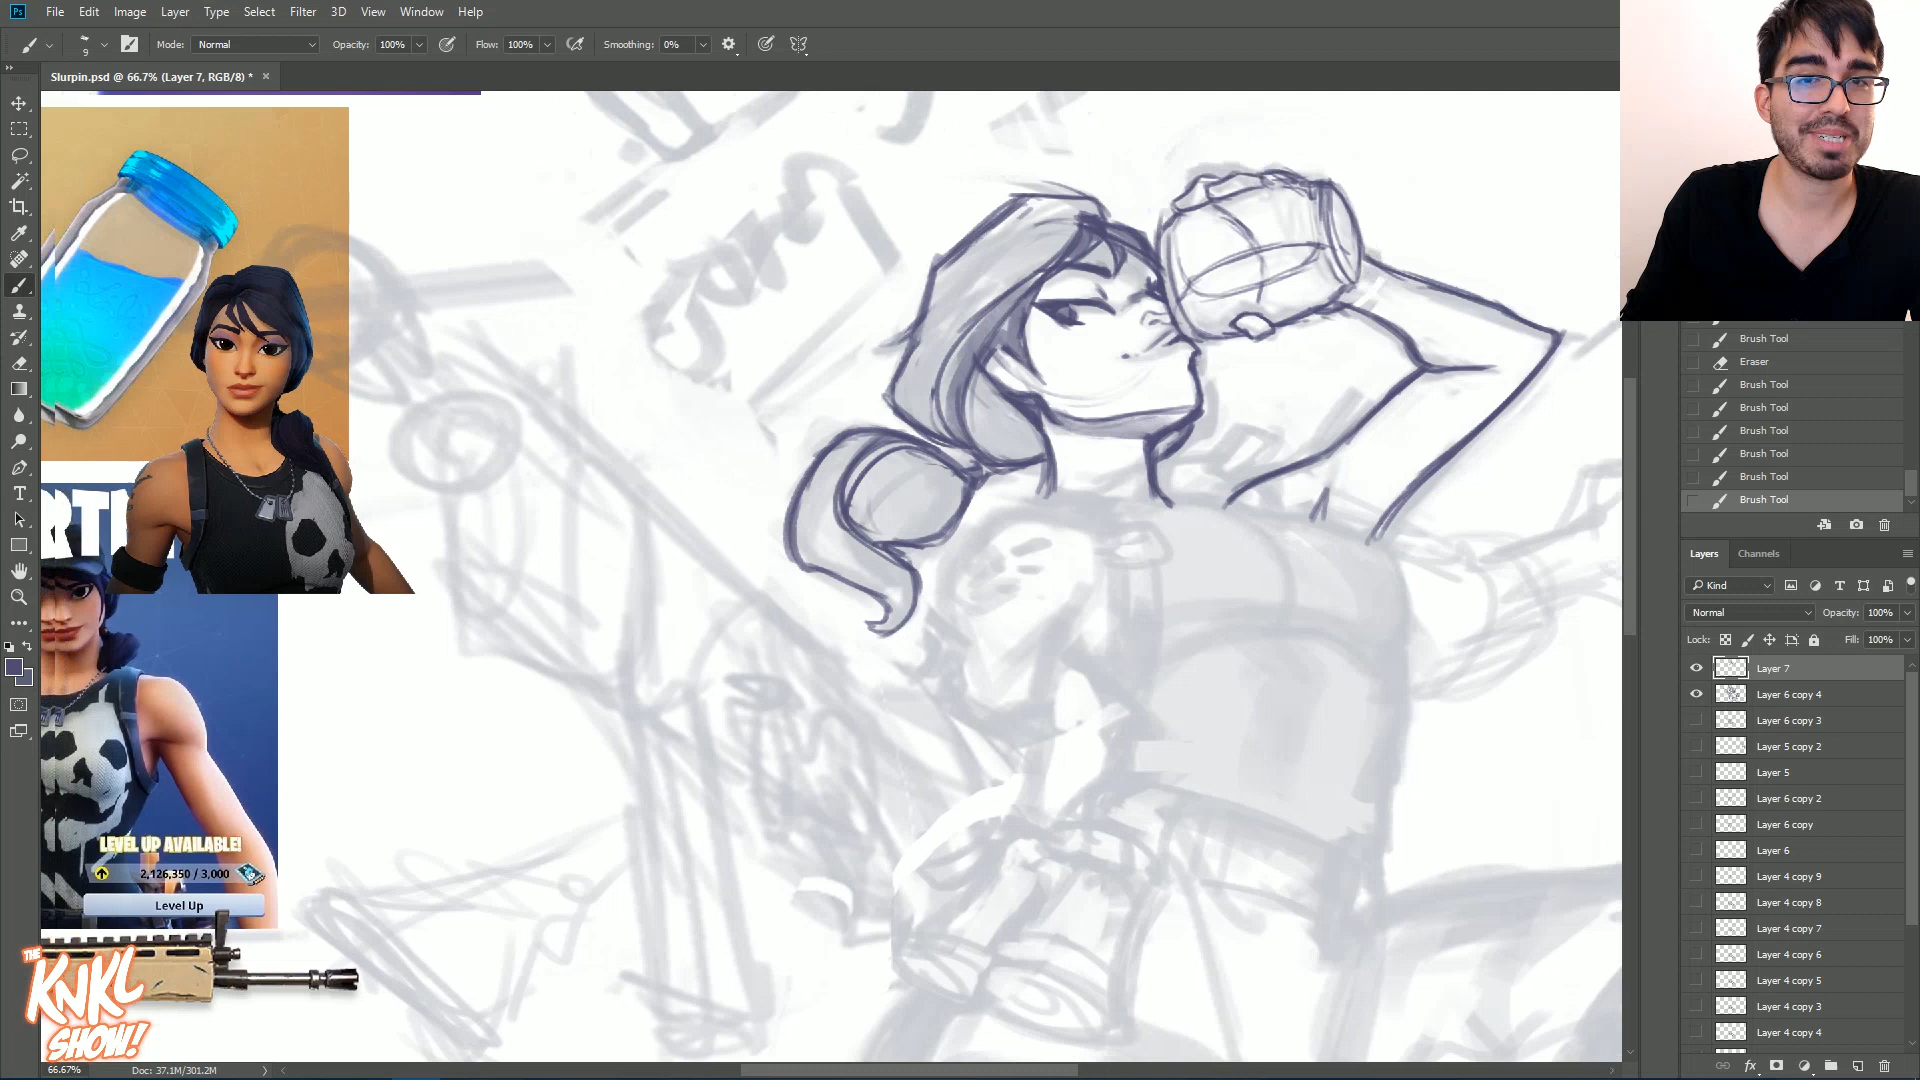 Ps File Edit Image Layer Type Select Filter 3D View Window Help
9 Mode: Normal Opacity: 100% Flow: 100% Smoothing: 0%
Slurpin.psd @ 66.7% (Layer 7, RGB/8) * ×
RT
LEVEL UP AVAILABLE!
2,126,350 / 3,000
Level Up
THE
KNKL
SHOW!
66.67% Doc: 37.1M/301.2M
Brush Tool
Eraser
Brush Tool
Brush Tool
Brush Tool
Brush Tool
Brush Tool
Brush Tool
Layers Channels
Kind
Normal Opacity: 100%
Lock: Fill: 100%
Layer 7
Layer 6 copy 4
Layer 6 copy 3
Layer 5 copy 2
Layer 5
Layer 6 copy 2
Layer 6 copy
Layer 6
Layer 4 copy 9
Layer 4 copy 8
Layer 4 copy 7
Layer 4 copy 6
Layer 4 copy 5
Layer 4 copy 3
Layer 4 copy 4